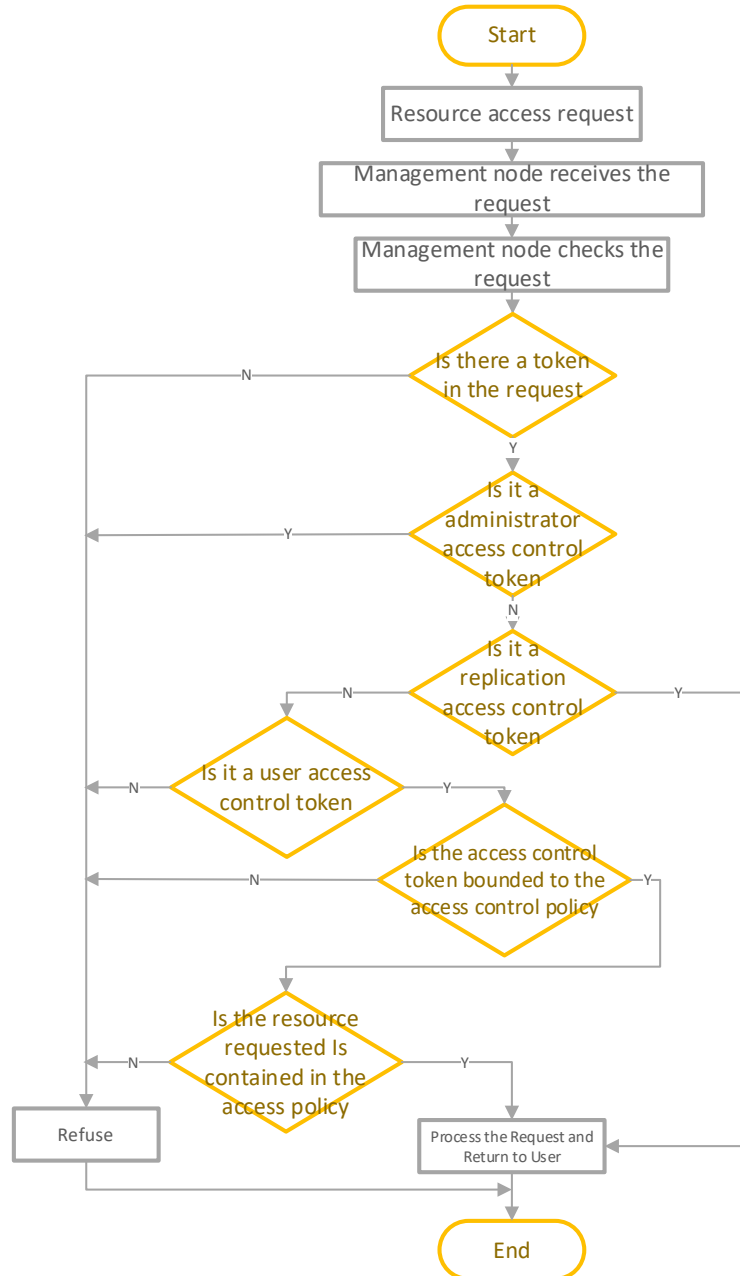 Start
Resource access request
Management node receives the
request
Management node checks the
request
Is there a token
in the request
N
Y
Is it a
administrator
access control
token
Y
N
Is it a
replication
access control
token
N
Y
Is it a user access
control token
N
Y
Is the access control
token bounded to the
access control policy
N
Y
Is the resource
requested Is
contained in the
access policy
N
Y
Refuse
Process the Request and
Return to User
End